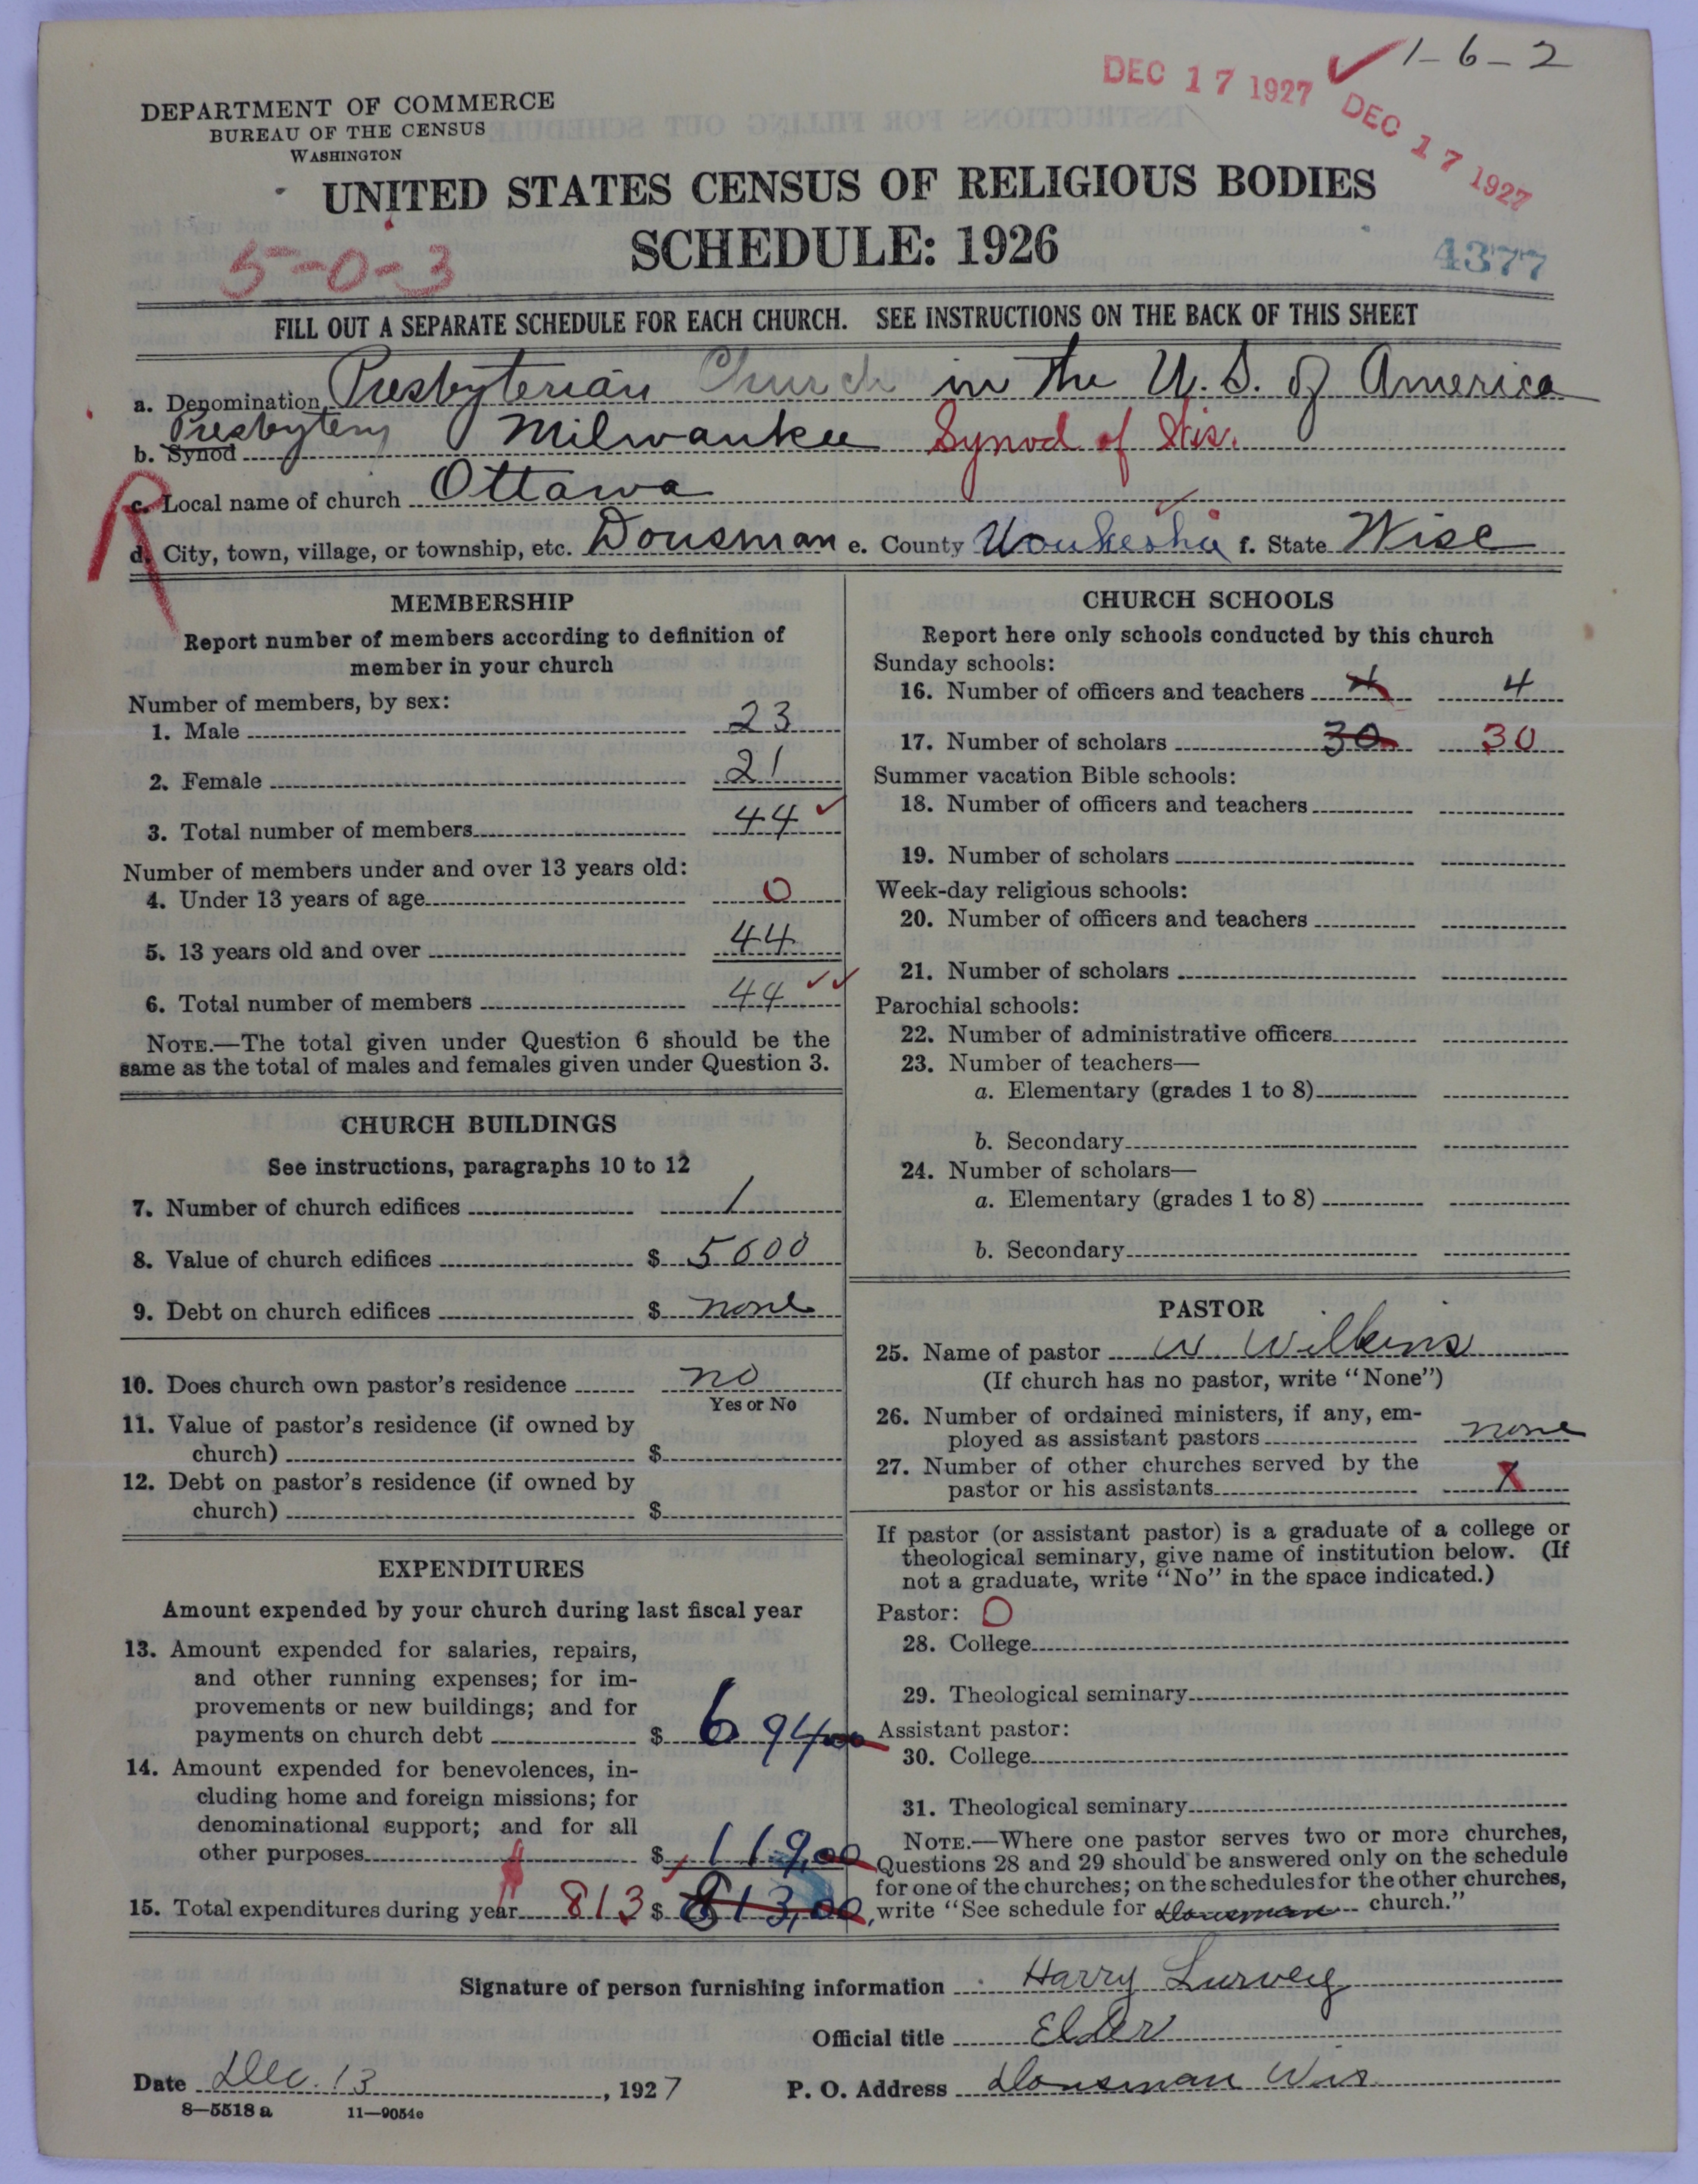 DEC 17 1927 ✓ 1-6-2
DEC 17 1927
DEPARTMENT OF COMMERCE
BUREAU OF THE CENSUS
WASHINGTON
UNITED STATES CENSUS OF RELIGIOUS BODIES
SCHEDULE: 1926
5-0-3
4377
FILL OUT A SEPARATE SCHEDULE FOR EACH CHURCH. SEE INSTRUCTIONS ON THE BACK OF THIS SHEET
a. Denomination Presbyterian Church in the U. S. of America
Presbytery
b. Synod Milwaukee Synod of Wis.
R
c. Local name of church Ottawa
d. City, town, village, or township, etc. Dousman e. County Waukesha f. State Wisc
MEMBERSHIP
Report number of members according to definition of
member in your church
Number of members, by sex:
1. Male 23
2. Female 21
3. Total number of members 44 ✓
Number of members under and over 13 years old:
4. Under 13 years of age 0
5. 13 years old and over 44
6. Total number of members 44 ✓✓
NOTE.—The total given under Question 6 should be the
same as the total of males and females given under Question 3.
CHURCH BUILDINGS
See instructions, paragraphs 10 to 12
7. Number of church edifices 1
8. Value of church edifices $ 5000
9. Debt on church edifices $ none
10. Does church own pastor's residence no
Yes or No
11. Value of pastor's residence (if owned by
church) $
12. Debt on pastor's residence (if owned by
church) $
EXPENDITURES
Amount expended by your church during last fiscal year
13. Amount expended for salaries, repairs,
and other running expenses; for im-
provements or new buildings; and for
payments on church debt $ 694.00
14. Amount expended for benevolences, in-
cluding home and foreign missions; for
denominational support; and for all
other purposes $ 119.00
15. Total expenditures during year 813 $ 813,00
CHURCH SCHOOLS
Report here only schools conducted by this church
Sunday schools:
16. Number of officers and teachers 4 4
17. Number of scholars 30 30
Summer vacation Bible schools:
18. Number of officers and teachers
19. Number of scholars
Week-day religious schools:
20. Number of officers and teachers
21. Number of scholars
Parochial schools:
22. Number of administrative officers
23. Number of teachers—
a. Elementary (grades 1 to 8)
b. Secondary
24. Number of scholars—
a. Elementary (grades 1 to 8)
b. Secondary
PASTOR
25. Name of pastor W. Wilkins
(If church has no pastor, write "None")
26. Number of ordained ministers, if any, em-
ployed as assistant pastors none
27. Number of other churches served by the
pastor or his assistants
If pastor (or assistant pastor) is a graduate of a college or
theological seminary, give name of institution below. (If
not a graduate, write "No" in the space indicated.)
Pastor: O
28. College
29. Theological seminary
Assistant pastor:
30. College
31. Theological seminary
NOTE.—Where one pastor serves two or more churches,
Questions 28 and 29 should be answered only on the schedule
for one of the churches; on the schedules for the other churches,
write "See schedule for Dousman church."
Signature of person furnishing information Harry Lurvey
Official title Elder
Date Dec. 13, 1927 P. O. Address Dousman Wis
8—5518 a 11—9054c